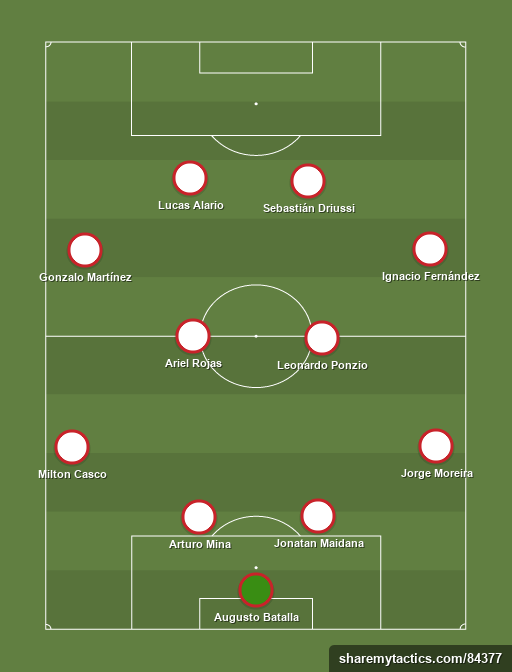 Lucas Alario
Sebastián Driussi
Gonzalo Martínez
Ignacio Fernández
Ariel Rojas
Leonardo Ponzio
Milton Casco
Jorge Moreira
Arturo Mina
Jonatan Maidana
Augusto Batalla
sharemytactics.com/84377